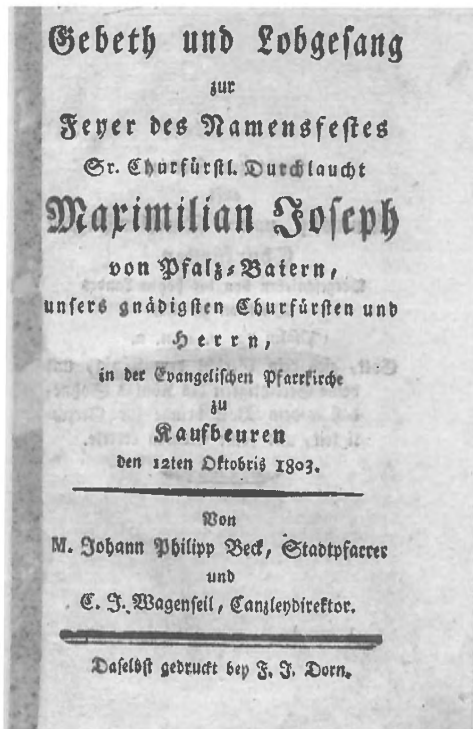 Gebeth und Lobgesang
zur
Feyer des Namensfestes
Sr. Churfürstl. Durchlaucht
Maximilian Joseph
von Pfalz-Baiern,
unsers gnädigsten Churfürsten und
Herrn,
in der Evangelischen Pfarrkirche
zu
Kaufbeuren
den 12ten Oktobris 1803.
Von
M. Johann Philipp Beck, Stadtpfarrer
und
C. J. Wagenseil, Canzleydirektor.
Daselbst gedruckt bey F. J. Dorn.